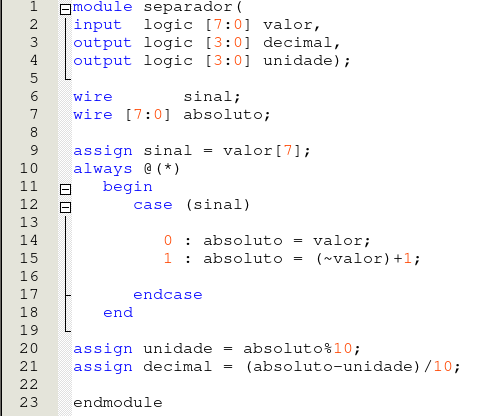 1 module separador(
2 input  logic [7:0] valor,
3 output logic [3:0] decimal,
4 output logic [3:0] unidade);
5
6 wire       sinal;
7 wire [7:0] absoluto;
8
9 assign sinal = valor[7];
10 always @(*)
11    begin
12       case (sinal)
13
14          0 : absoluto = valor;
15          1 : absoluto = (~valor)+1;
16
17       endcase
18    end
19
20 assign unidade = absoluto%10;
21 assign decimal = (absoluto-unidade)/10;
22
23 endmodule